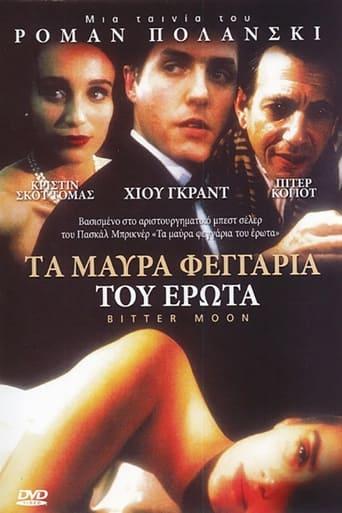 Μια ταινία του
ΡΟΜΑΝ ΠΟΛΑΝΣΚΙ
ΚΡΙΣΤΙΝ
ΣΚΟΤ ΤΟΜΑΣ
ΧΙΟΥ ΓΚΡΑΝΤ
ΠΙΤΕΡ
ΚΟΓΙΟΤ
Βασισμένο στο αριστουργηματικό μπεστ σέλερ
του Πασκάλ Μπρικνέρ «Τα μαύρα φεγγάρια του έρωτα»
ΤΑ ΜΑΥΡΑ ΦΕΓΓΑΡΙΑ
ΤΟΥ ΕΡΩΤΑ
BITTER MOON
DVD